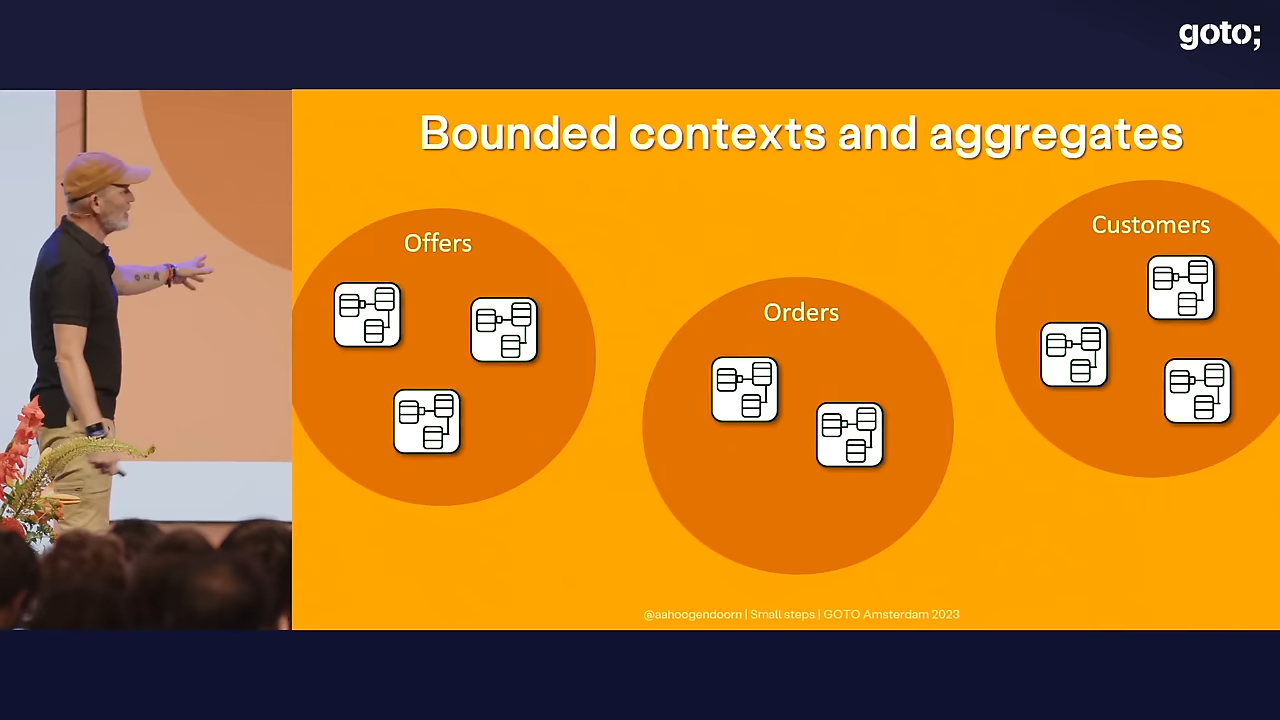 goto;
Bounded contexts and aggregates
Offers
Orders
Customers
@aahoogendoorn | Small steps | GOTO Amsterdam 2023